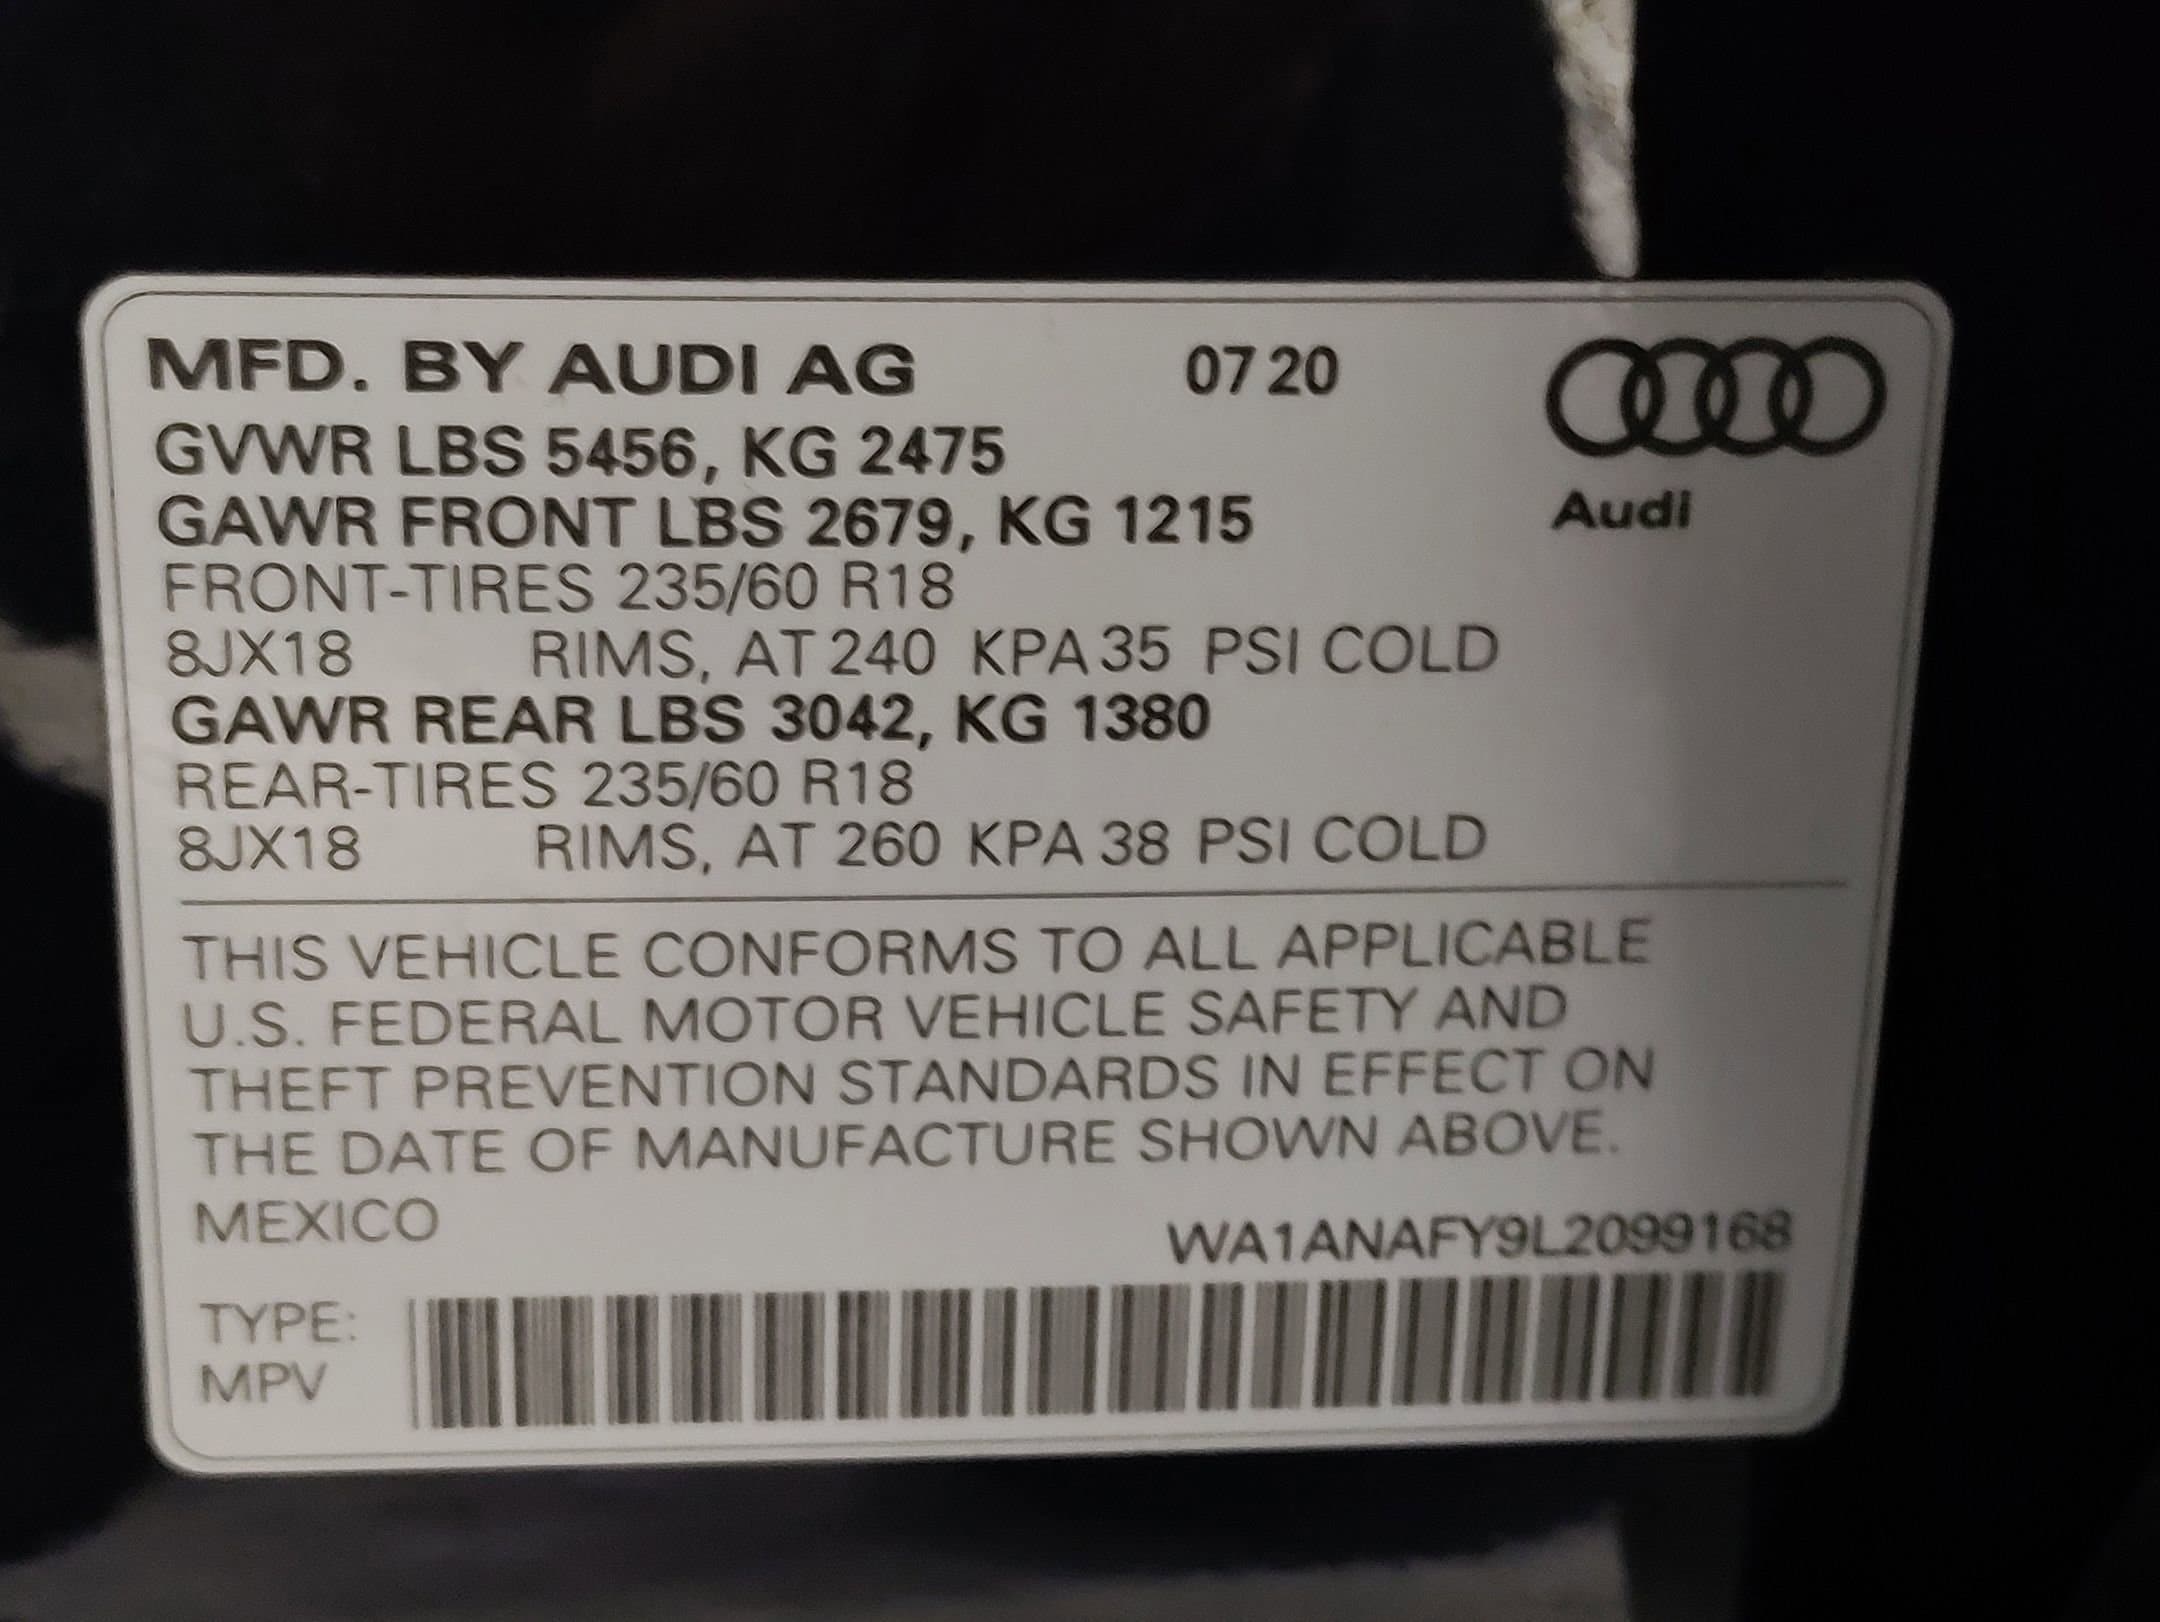 MFD. BY AUDI AG 07 20
GVWR LBS 5456, KG 2475
GAWR FRONT LBS 2679, KG 1215
Audi
FRONT-TIRES 235/60 R18
8JX18 RIMS, AT 240 KPA 35 PSI COLD
GAWR REAR LBS 3042, KG 1380
REAR-TIRES 235/60 R18
8JX18 RIMS, AT 260 KPA 38 PSI COLD
THIS VEHICLE CONFORMS TO ALL APPLICABLE
U.S. FEDERAL MOTOR VEHICLE SAFETY AND
THEFT PREVENTION STANDARDS IN EFFECT ON
THE DATE OF MANUFACTURE SHOWN ABOVE.
MEXICO
WA1ANAFY9L2099168
TYPE:
MPV